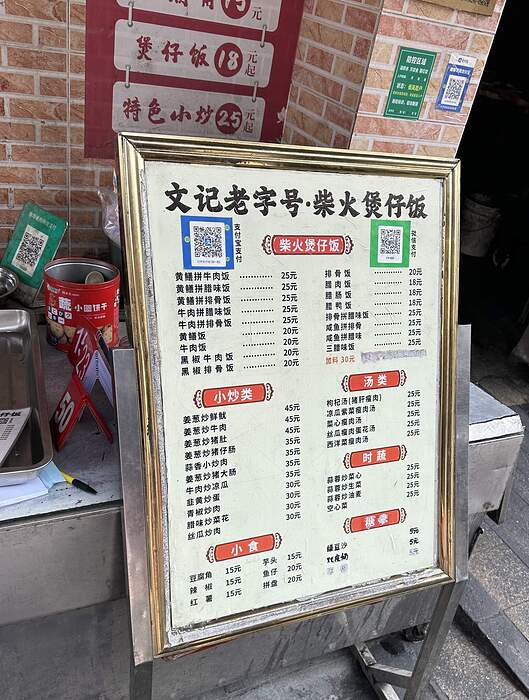 元
煲仔饭 18 元起
特色小炒 25 元起
文记老字号·柴火煲仔饭
支付宝支付
微信支付
柴火煲仔饭
黄鳝拼牛肉饭 ………… 25元
黄鳝拼腊味饭 ………… 25元
黄鳝拼排骨饭 ………… 25元
牛肉拼腊味饭 ………… 25元
牛肉拼排骨饭 ………… 25元
黄鳝饭 ………… 20元
牛肉饭 ………… 20元
黑椒牛肉饭 ………… 20元
黑椒排骨饭 ………… 20元
排骨饭 ………… 20元
腊肉饭 ………… 18元
腊肠饭 ………… 18元
腊鸭饭 ………… 18元
排骨拼腊味饭 ………… 25元
咸鱼拼排骨 ………… 25元
咸鱼拼腊味 ………… 25元
三腊味饭 ………… 25元
加料 30元
小炒类
姜葱炒鲜鱿 45元
姜葱炒牛肉 45元
姜葱炒猪肚 45元
姜葱炒猪仔肉 35元
蒜香小炒肉 35元
姜葱炒猪大肠 35元
牛肉炒凉瓜 30元
韭黄炒蛋 30元
青椒炒肉 30元
腊味炒菜花 30元
丝瓜炒肉 30元
汤类
枸杞汤(猪肝瘦肉) 25元
凉瓜紫菜瘦肉汤 25元
菜心瘦肉汤 25元
丝瓜瘦肉蛋花汤 25元
西洋菜瘦肉汤 25元
时蔬
蒜蓉炒菜心 25元
蒜蓉炒生菜 25元
蒜蓉炒油麦 25元
空心菜 25元
小食
豆腐角 15元
辣椒 15元
红薯 15元
芋头 15元
鱼仔 20元
拼盘 20元
糖拿
绿豆沙 5元
5元
5元
小圆饼干
50